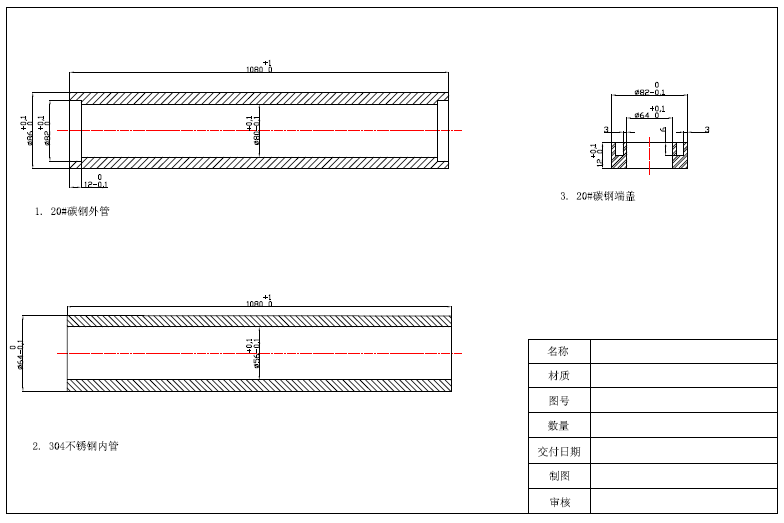 +1
1080 0
+0.1
ø86 0
+0.1
ø82 0
+0.1
ø80-0.1
0
12-0.1
1. 20#碳钢外管
0
ø82-0.1
+0.1
ø64 0
3
6
3
+0.1
12 0
3. 20#碳钢端盖
+1
1080 0
0
ø64-0.1
+0.1
ø56-0.1
2. 304不锈钢内管
名称
材质
图号
数量
交付日期
制图
审核